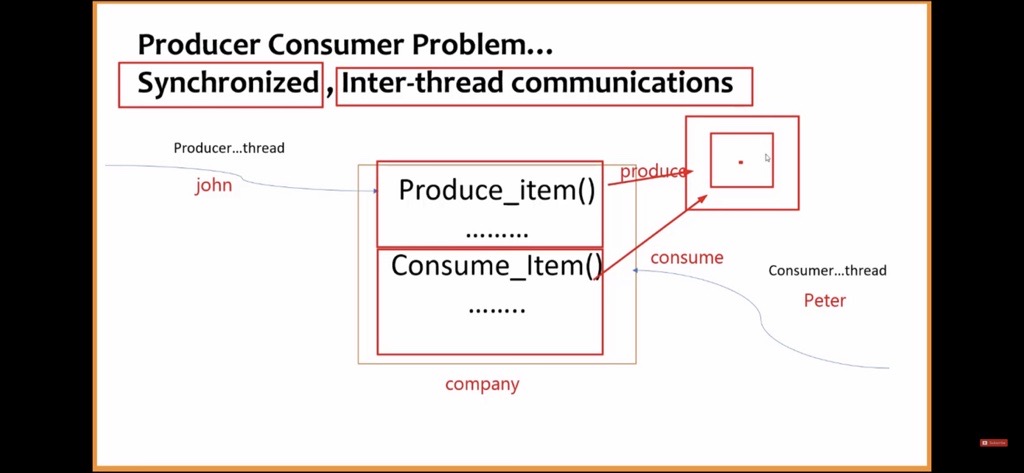 Producer Consumer Problem...
Synchronized , Inter-thread communications
Producer...thread
john
Produce_item()
.........
produce
Consume_Item()
........
consume
Consumer...thread
Peter
company